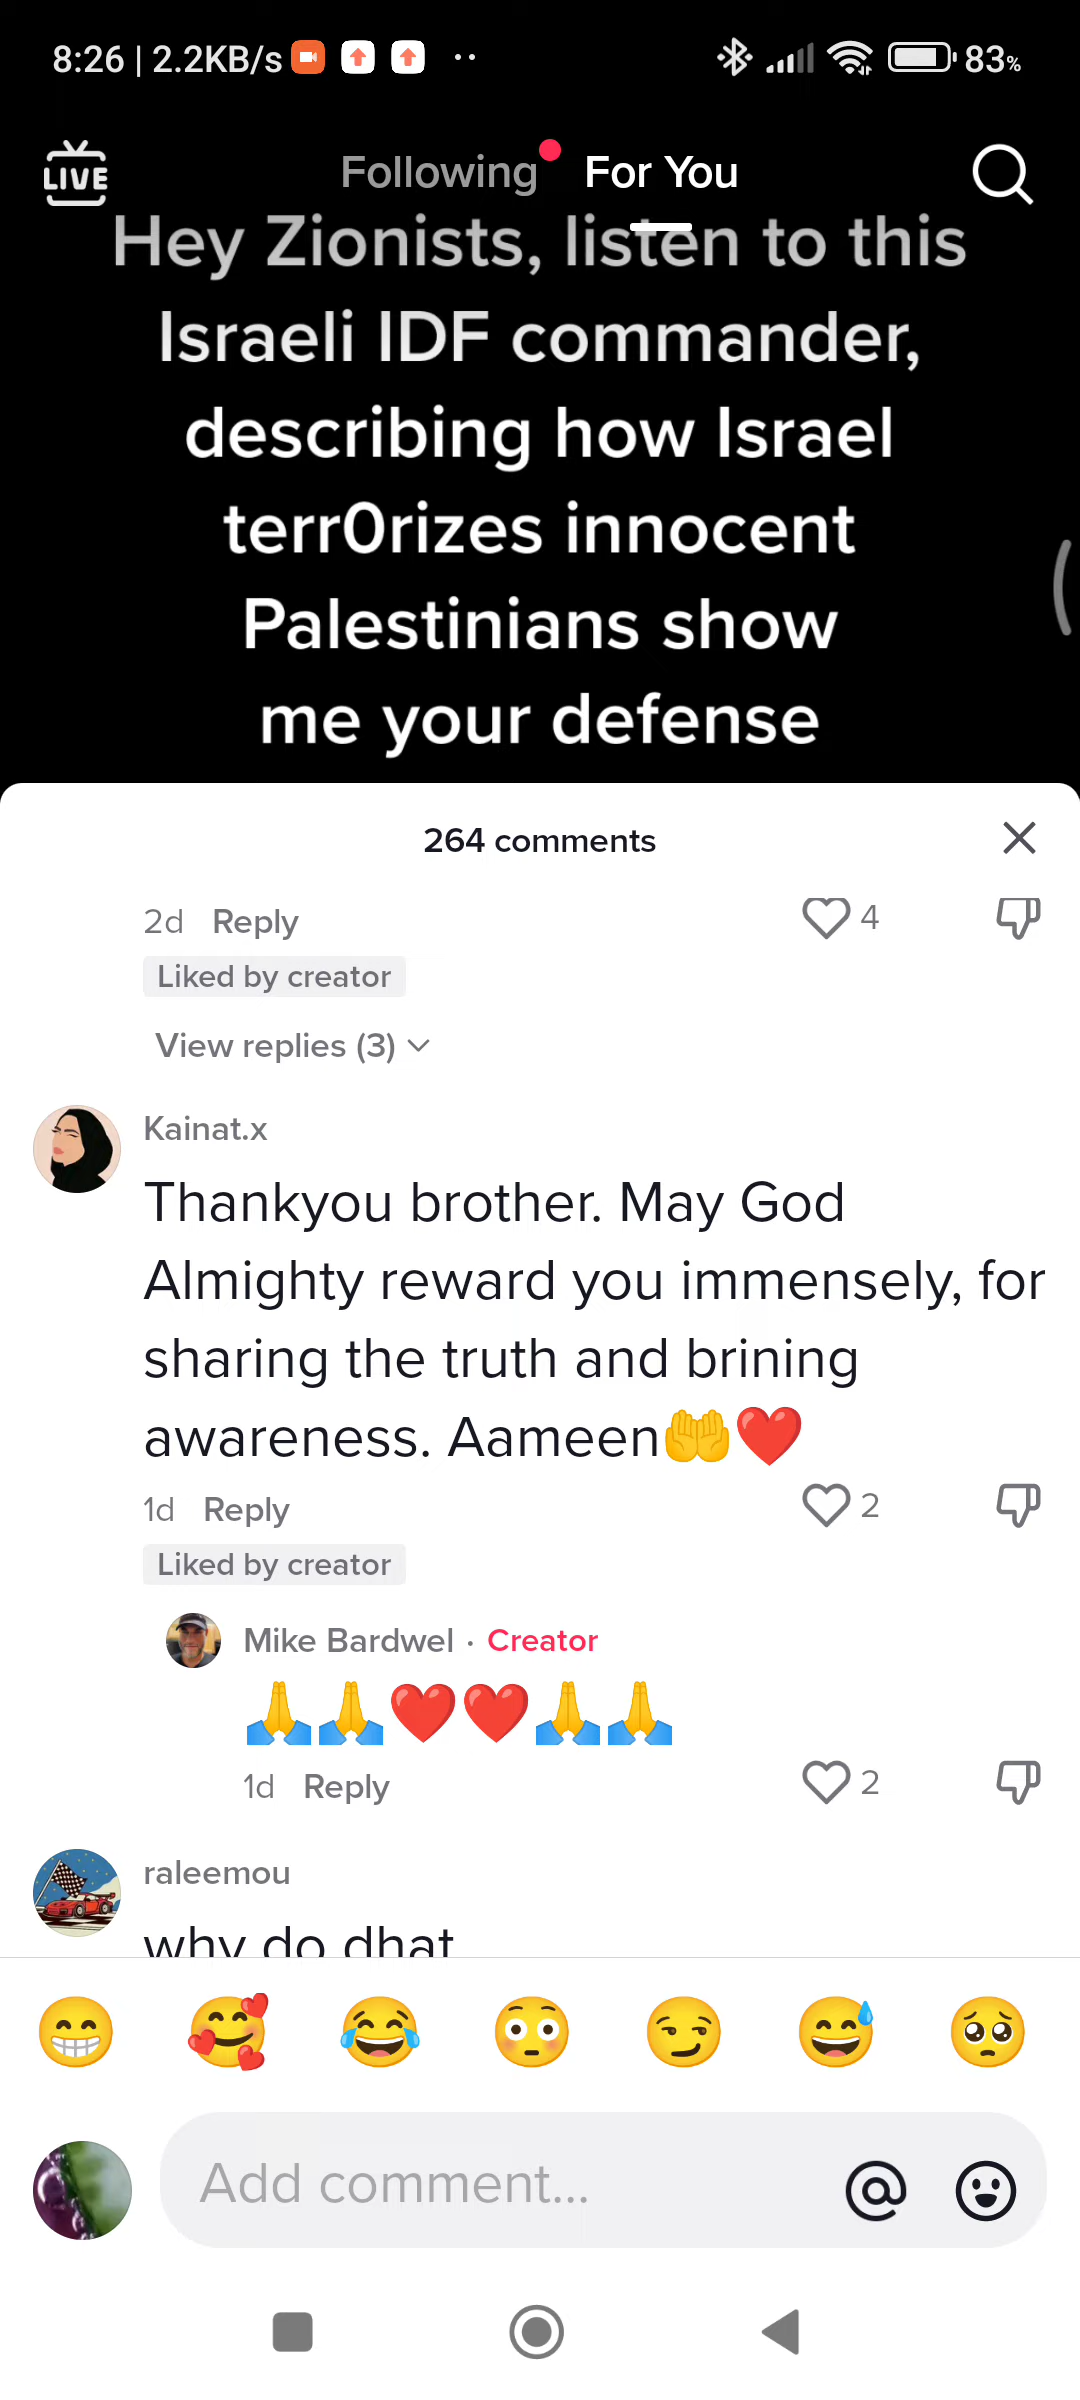 8:26 | 2.2KB/s
83%
LIVE
Following
For You
Hey Zionists, listen to this
Israeli IDF commander,
describing how Israel
terr0rizes innocent
Palestinians show
me your defense
264 comments
2d Reply 4
Liked by creator
View replies (3)
Kainat.x
Thankyou brother. May God
Almighty reward you immensely, for
sharing the truth and brining
awareness. Aameen🤲❤️
1d Reply 2
Liked by creator
Mike Bardwel · Creator
🙏🙏❤️❤️🙏🙏
1d Reply 2
raleemou
why do dhat
😁 🥰 😂 😳 😏 😅 🥺
Add comment...